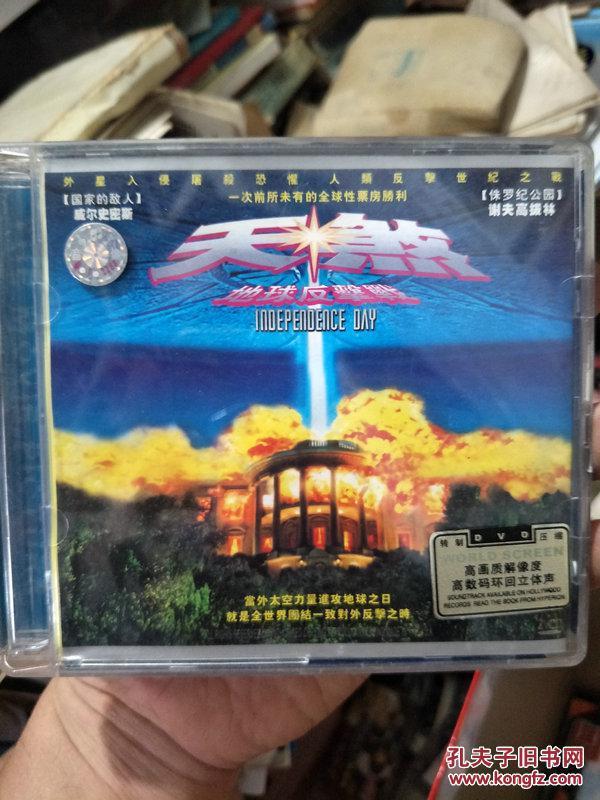 外星入侵屠殺恐懼 人類反擊世纪之戰
【国家的敌人】
威尔史密斯
一次前所未有的全球性票房勝利
【侏罗纪公园】
谢夫高搌林
天煞
地球反擊戰
INDEPENDENCE DAY
特制 DVD 压缩
WORLD SCREEN
高画质解像度
高数码环回立体声
SOUNDTRACK AVAILABLE ON HOLLYWOOD
RECORDS READ THE BOOK FROM HYPERION
當外太空力量進攻地球之日
就是全世界團結一致對外反擊之時
孔夫子旧书网
www.kongfz.com